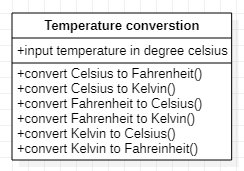 Temperature converstion
+input temperature in degree celsius
+convert Celsius to Fahrenheit()
+convert Celsius to Kelvin()
+convert Fahrenheit to Celsius()
+convert Fahrenheit to Kelvin()
+convert Kelvin to Celsius()
+convert Kelvin to Fahreinheit()